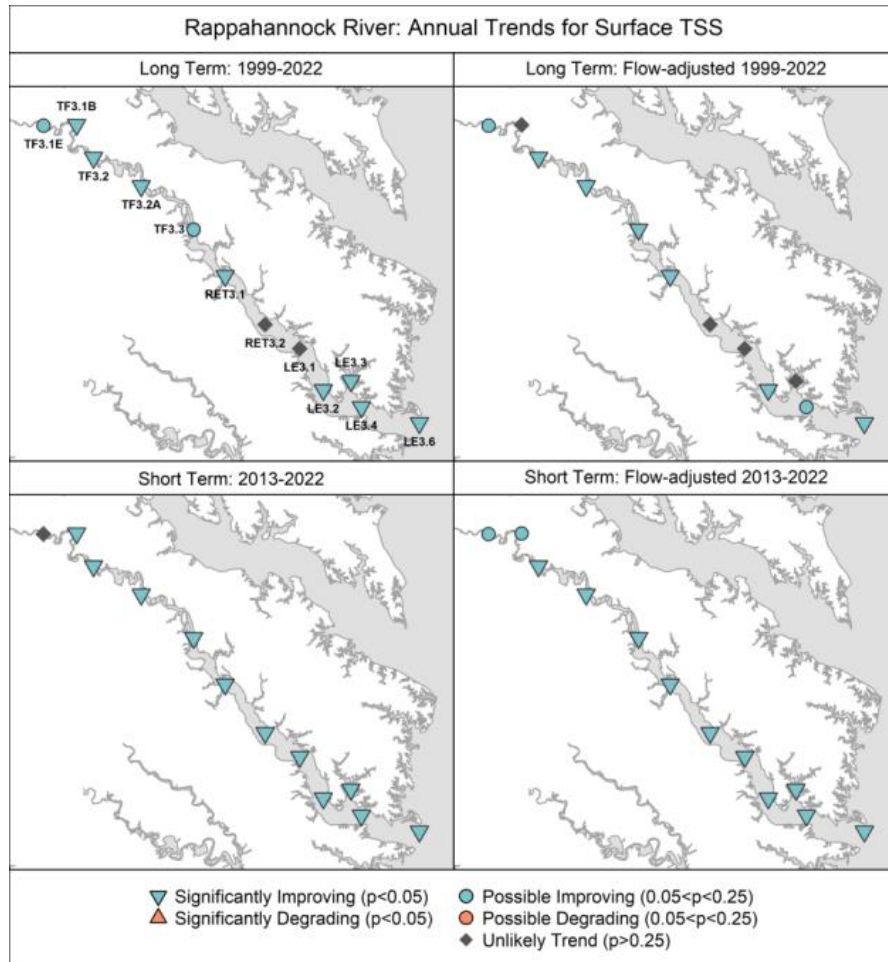 Rappahannock River: Annual Trends for Surface TSS
Long Term: 1999-2022
Long Term: Flow-adjusted 1999-2022
TF3.1B
TF3.1E
TF3.2
TF3.2A
TF3.3
RET3.1
RET3.2
LE3.1
LE3.3
LE3.2
LE3.4
LE3.6
Short Term: 2013-2022
Short Term: Flow-adjusted 2013-2022
Significantly Improving (p<0.05)
Significantly Degrading (p<0.05)
Possible Improving (0.05<p<0.25)
Possible Degrading (0.05<p<0.25)
Unlikely Trend (p>0.25)